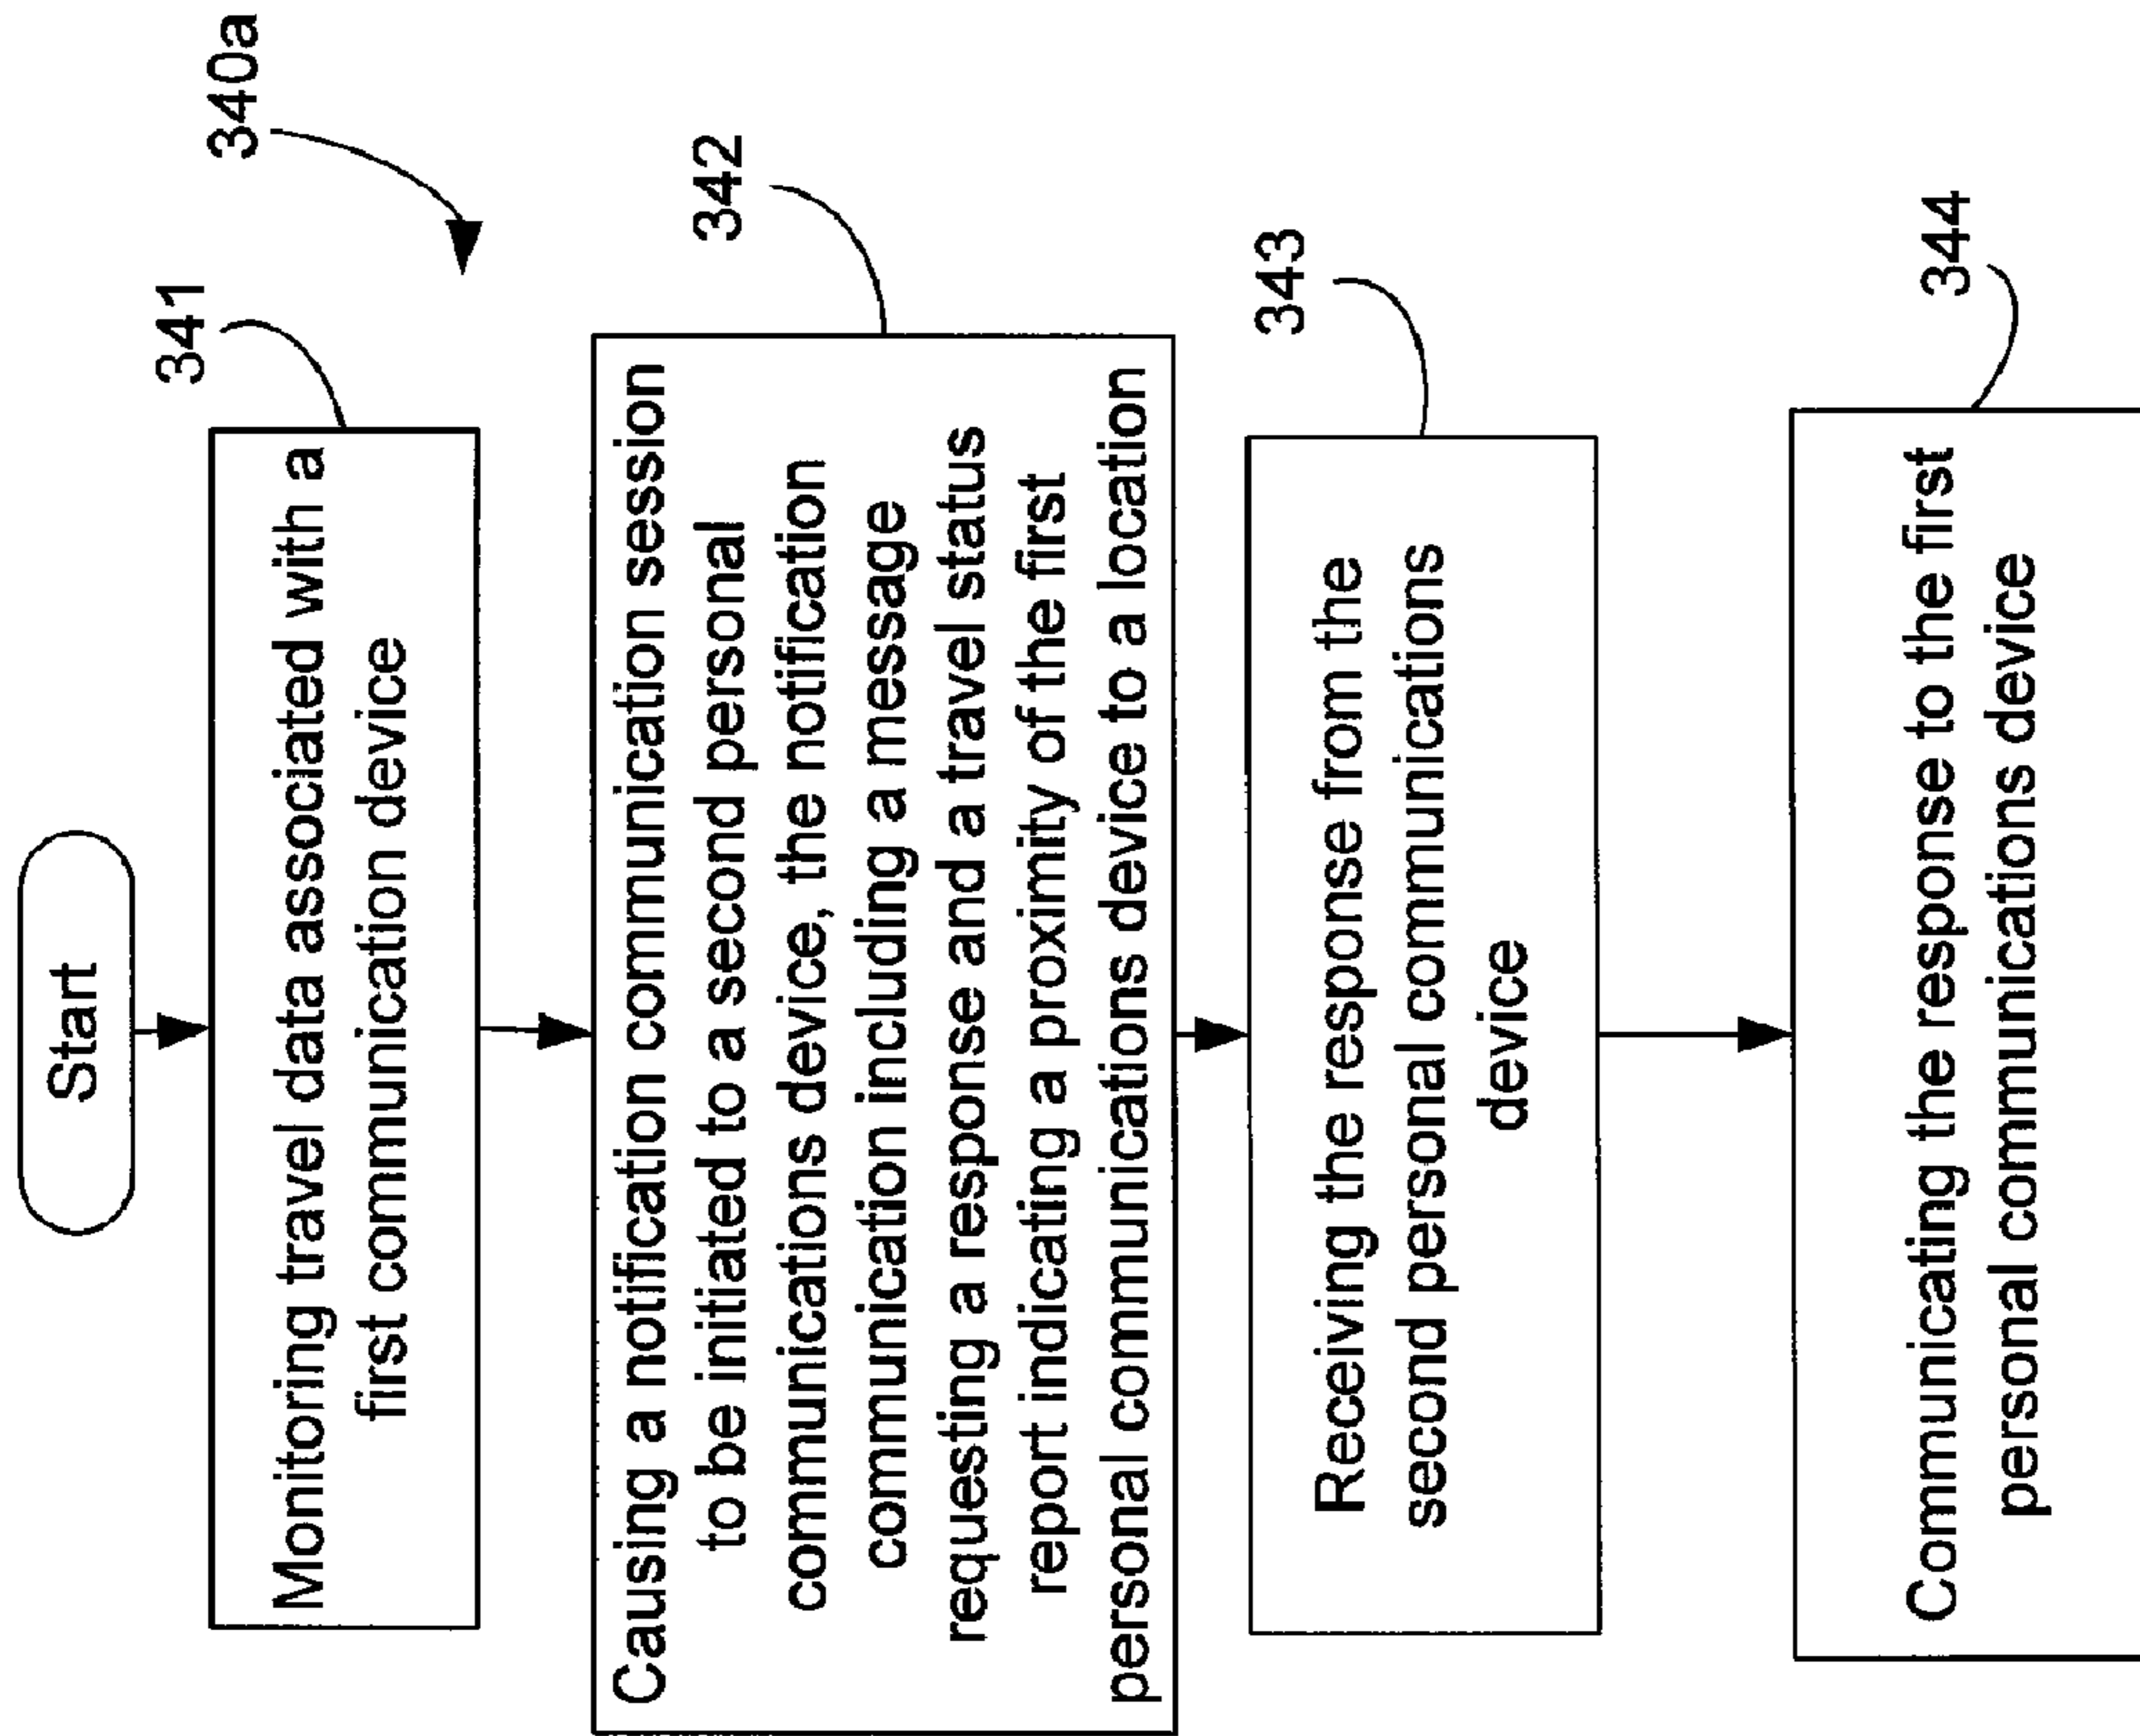 Start
340a
341
Monitoring travel data associated with a
first communication device
342
Causing a notification communication session
to be initiated to a second personal
communications device, the notification
communication including a message
requesting a response and a travel status
report indicating a proximity of the first
personal communications device to a location
343
Receiving the response from the
second personal communications
device
344
Communicating the response to the first
personal communications device